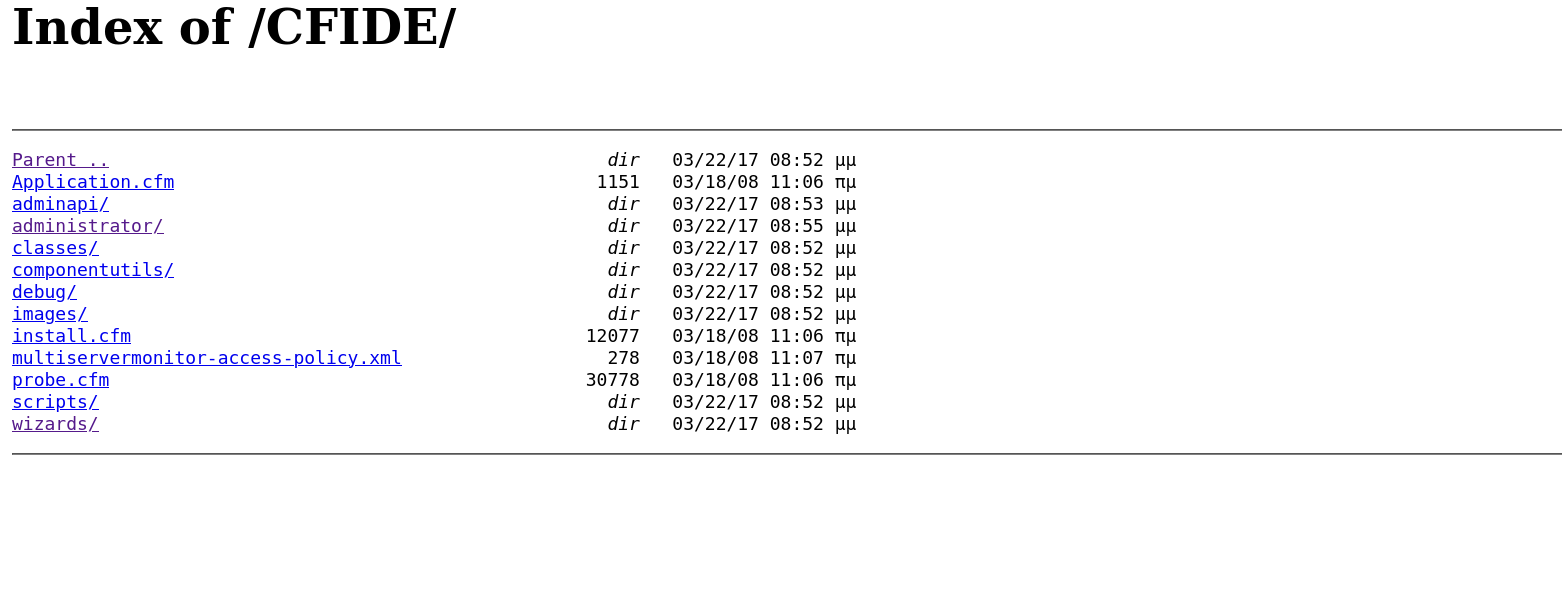 Index of /CFIDE/
Parent .. dir 03/22/17 08:52 μμ
Application.cfm 1151 03/18/08 11:06 πμ
adminapi/ dir 03/22/17 08:53 μμ
administrator/ dir 03/22/17 08:55 μμ
classes/ dir 03/22/17 08:52 μμ
componentutils/ dir 03/22/17 08:52 μμ
debug/ dir 03/22/17 08:52 μμ
images/ dir 03/22/17 08:52 μμ
install.cfm 12077 03/18/08 11:06 πμ
multiservermonitor-access-policy.xml 278 03/18/08 11:07 πμ
probe.cfm 30778 03/18/08 11:06 πμ
scripts/ dir 03/22/17 08:52 μμ
wizards/ dir 03/22/17 08:52 μμ